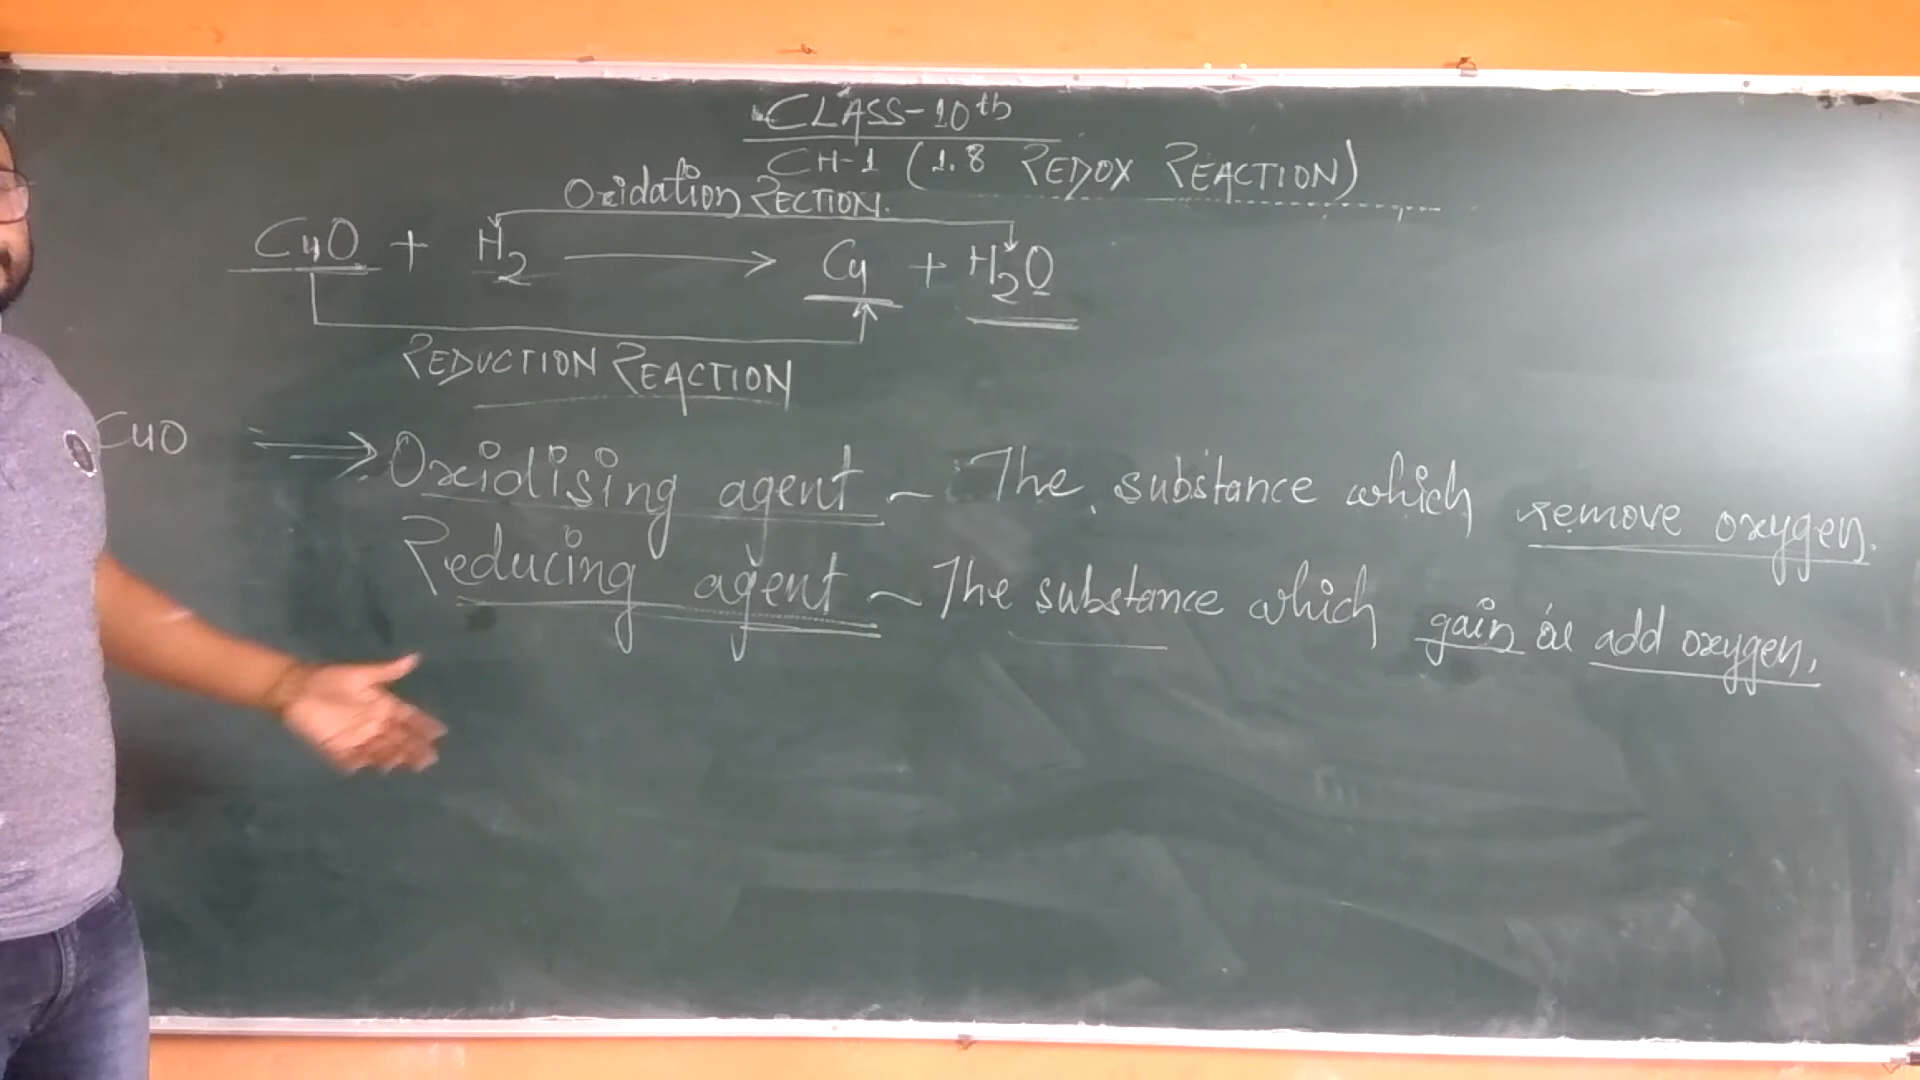 CLASS-10th
CH-1 (1.8 REDOX REACTION)
Oxidation RECTION.
CuO + H2 → Cu + H2O
REDUCTION REACTION
CuO ⇒ Oxidising agent - The substance which remove oxygen.
Reducing agent - The substance which gain or add oxygen.